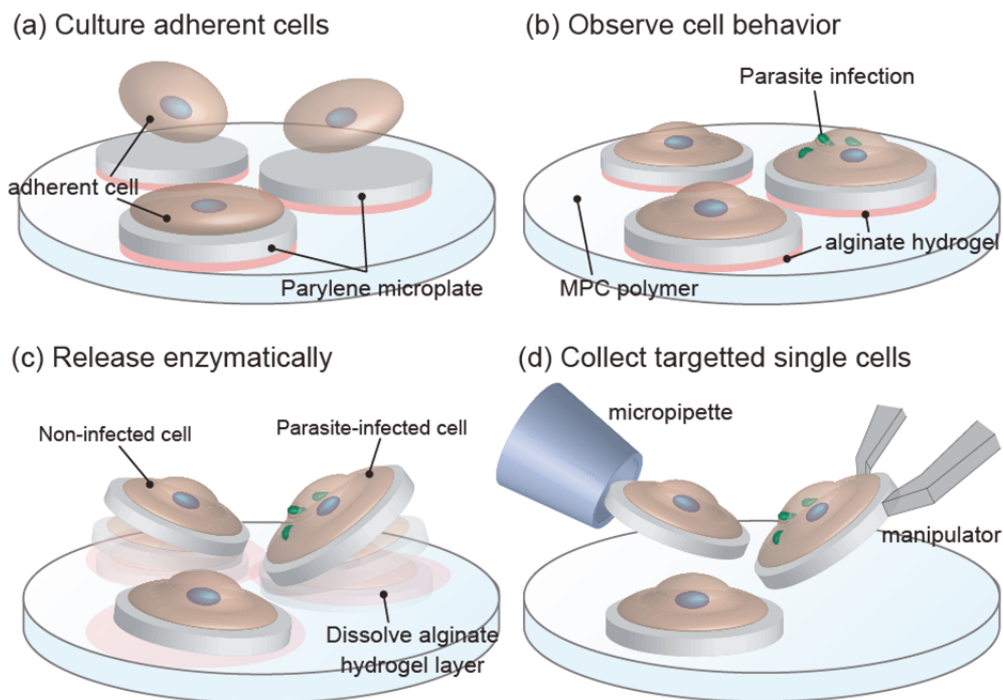 (a) Culture adherent cells
adherent cell
Parylene microplate
(b) Observe cell behavior
Parasite infection
alginate hydrogel
MPC polymer
(c) Release enzymatically
Non-infected cell
Parasite-infected cell
Dissolve alginate
hydrogel layer
(d) Collect targetted single cells
micropipette
manipulator